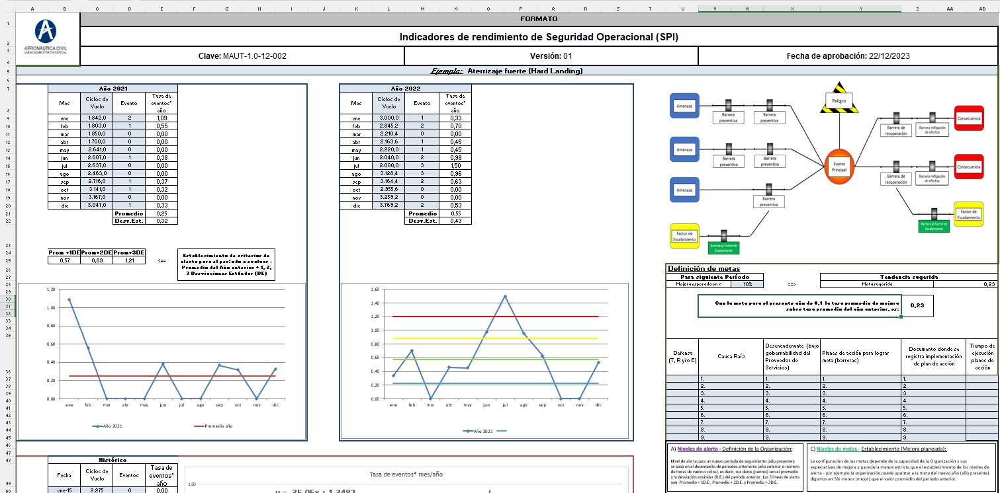 A B C D E F G H I J K L M N O P Q R S T U V W X Y Z AA AB
FORMATO
AERONÁUTICA CIVIL
UNIDAD ADMINISTRATIVA ESPECIAL
Indicadores de rendimiento de Seguridad Operacional (SPI)
Clave: MAUT-1.0-12-002 Versión: 01 Fecha de aprobación: 22/12/2023
Ejemplo: Aterrizaje fuerte (Hard Landing)
Año 2021
Mes Ciclos de Vuelo Evento Tasa de eventos* año
ene 1.842,0 2 1,09
feb 1.803,0 1 0,55
mar 1.850,0 0 0,00
abr 1.700,0 0 0,00
may 2.641,0 0 0,00
jun 2.607,0 1 0,38
jul 2.637,0 0 0,00
ago 2.463,0 0 0,00
sep 2.716,0 1 0,37
oct 3.141,0 1 0,32
nov 3.167,0 0 0,00
dic 3.047,0 1 0,33
Promedio 0,25
Desv.Est. 0,32
Prom +1DE Prom+2DE Prom+3DE
0,57 0,89 1,21 <==
Establecimiento de criterios de
alerta para el período a evaluar -
Promedio del Año anterior + 1, 2,
3 Desviaciones Estándar (DE)
Año 2022
Mes Ciclos de Vuelo Evento Tasa de eventos* año
ene 3.000,0 1 0,33
feb 2.845,2 2 0,70
mar 2.210,4 0 0,00
abr 2.163,6 1 0,46
may 2.220,0 1 0,45
jun 2.040,0 2 0,98
jul 2.000,0 3 1,50
ago 3.128,4 3 0,96
sep 3.164,4 2 0,63
oct 2.955,6 0 0,00
nov 3.259,2 0 0,00
dic 3.769,2 2 0,53
Promedio 0,55
Desv.Est. 0,43
Peligro
Amenaza
Barrera preventiva
Barrera preventiva
Amenaza
Barrera preventiva
Barrera preventiva
Amenaza
Barrera preventiva
Factor de Escalamiento
Barrera al Factor de Escalamiento
Evento Principal
Barrera de recuperación
Barrera mitigación de efectos
Consecuencia
Barrera de recuperación
Barrera mitigación de efectos
Consecuencia
Barrera al Factor de Escalamiento
Factor de Escalamiento
1,20
1,00
0,80
0,60
0,40
0,20
0,00
ene feb mar abr may jun jul ago sep oct nov dic
Año 2021 Promedio año
1,60
1,40
1,20
1,00
0,80
0,60
0,40
0,20
0,00
ene feb mar abr may jun jul ago sep oct nov dic
Año 2022
Definición de metas
Para siguiente Período Tendencia sugerida
Mejora esperada en % 10% ==> Meta sugerida 0,23
Con la meta para el presente año de 0,1 la tasa promedio de mejora
sobre tasa promedio del año anterior, es: 0,23
Defensa (T, R y/o E) Causa Raíz Desencadenante (bajo gobernabilidad del Proveedor de Servicios) Planes de acción para lograr meta (barreras) Documento donde se registra implementación de plan de acción Tiempo de ejecución planes de acción
1. 1. 1. 1.
2. 2. 2. 2.
3. 3. 3. 3.
4. 4. 4. 4.
5. 5. 5. 5.
6. 6. 6. 6.
7. 7. 7. 7.
8. 8. 8. 8.
9. 9. 9. 9.
A) Niveles de alerta - Definición de la Organización:
Nivel de alerta para un nuevo período de seguimiento (año presente);
se basa en el desempeño de periodos anteriores (año anterior o número
de horas de vuelo o ciclos), es decir, sus datos (puntos) son el promedio
y la desviación estándar (D.E.) del período anterior. Las 3 líneas de alerta
son: Promedio + 1D.E; Promedio + 2D.E. y Promedio + 3D.E.
C) Niveles de metas - Establecimiento (Mejora planeada):
La configuración de las metas depende de la capacidad de la Organización y sus
expectativas de mejora y pareciera menos estricta que el establecimiento de los niveles de
alerta - por ejemplo la organización puede apuntar a la meta del nuevo año (año presente)
digamos en 5% menor (mejor) que el valor promedio del periodo anterior.
Histórico
Fecha Ciclos de Vuelo Eventos Tasa de eventos* año
ene-15 2.275 0 0,00
Tasa de eventos* mes/año
1,60